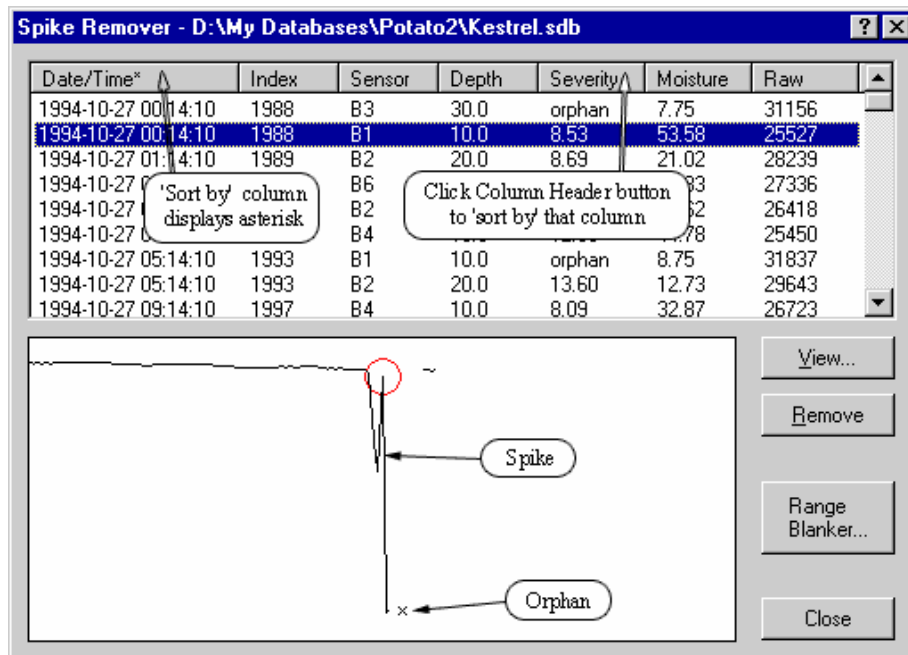 Spike Remover - D:\My Databases\Potato2\Kestrel.sdb
Date/Time* Index Sensor Depth Severity Moisture Raw
1994-10-27 00:14:10 1988 B3 30.0 orphan 7.75 31156
1994-10-27 00:14:10 1988 B1 10.0 8.53 53.58 25527
1994-10-27 01:14:10 1989 B2 20.0 8.69 21.02 28239
1994-10-27 B6 27336
1994-10-27 B2 26418
1994-10-27 B4 25450
1994-10-27 05:14:10 1993 B1 10.0 orphan 8.75 31837
1994-10-27 05:14:10 1993 B2 20.0 13.60 12.73 29643
1994-10-27 09:14:10 1997 B4 10.0 8.09 32.87 26723
'Sort by' column
displays asterisk
Click Column Header button
to 'sort by' that column
View...
Remove
Range
Blanker...
Close
Spike
Orphan